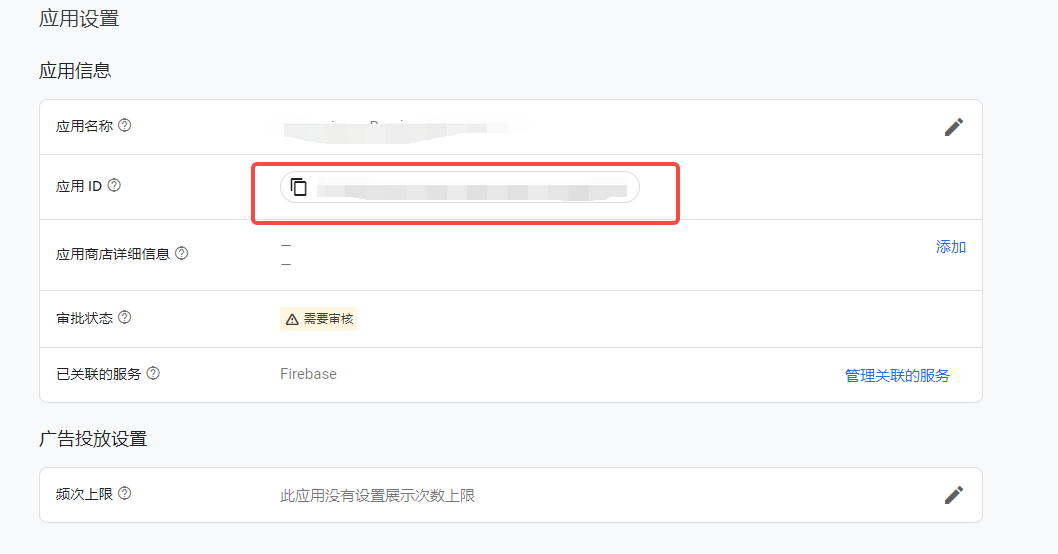 应用设置
应用信息
应用名称
应用 ID
应用商店详细信息
—
—
添加
审批状态
需要审核
已关联的服务
Firebase
管理关联的服务
广告投放设置
频次上限
此应用没有设置展示次数上限